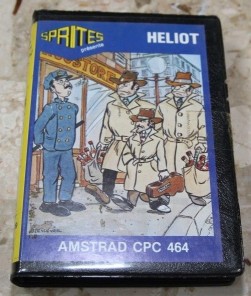 SPRITES
présente
HELIOT
AMSTRAD CPC 464